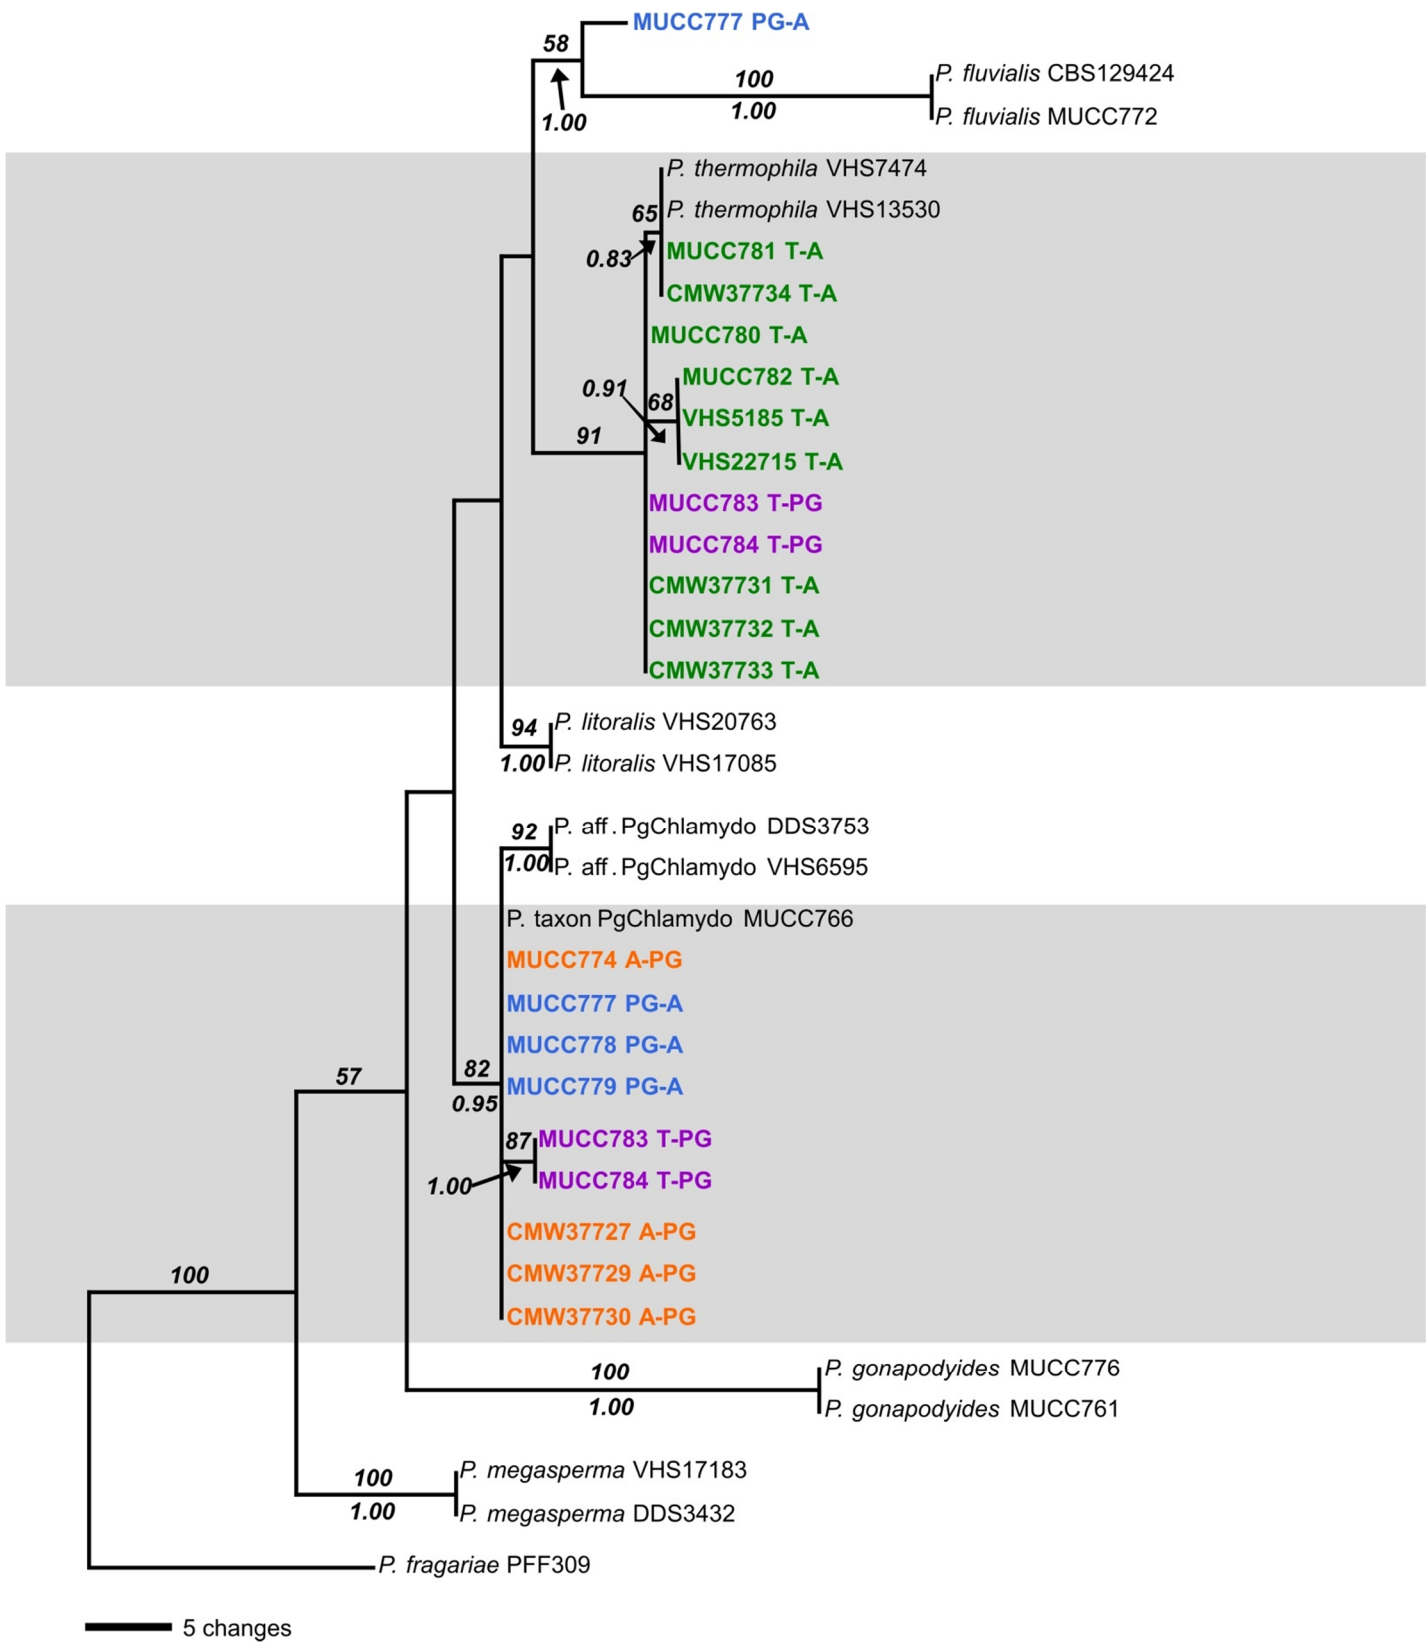 MUCC777 PG-A
58
P. fluvialis CBS129424
100
1.00
1.00
P. fluvialis MUCC772
P. thermophila VHS7474
65
P. thermophila VHS13530
0.83
MUCC781 T-A
CMW37734 T-A
MUCC780 T-A
0.91
MUCC782 T-A
68
VHS5185 T-A
91
VHS22715 T-A
MUCC783 T-PG
MUCC784 T-PG
CMW37731 T-A
CMW37732 T-A
CMW37733 T-A
94
P. litoralis VHS20763
1.00
P. litoralis VHS17085
92
P. aff. PgChlamydo DDS3753
1.00
P. aff. PgChlamydo VHS6595
P. taxon PgChlamydo MUCC766
MUCC774 A-PG
MUCC777 PG-A
MUCC778 PG-A
82
MUCC779 PG-A
57
0.95
87
MUCC783 T-PG
1.00
MUCC784 T-PG
CMW37727 A-PG
100
CMW37729 A-PG
CMW37730 A-PG
100
P. gonapodyides MUCC776
1.00
P. gonapodyides MUCC761
100
P. megasperma VHS17183
1.00
P. megasperma DDS3432
P. fragariae PFF309
5 changes